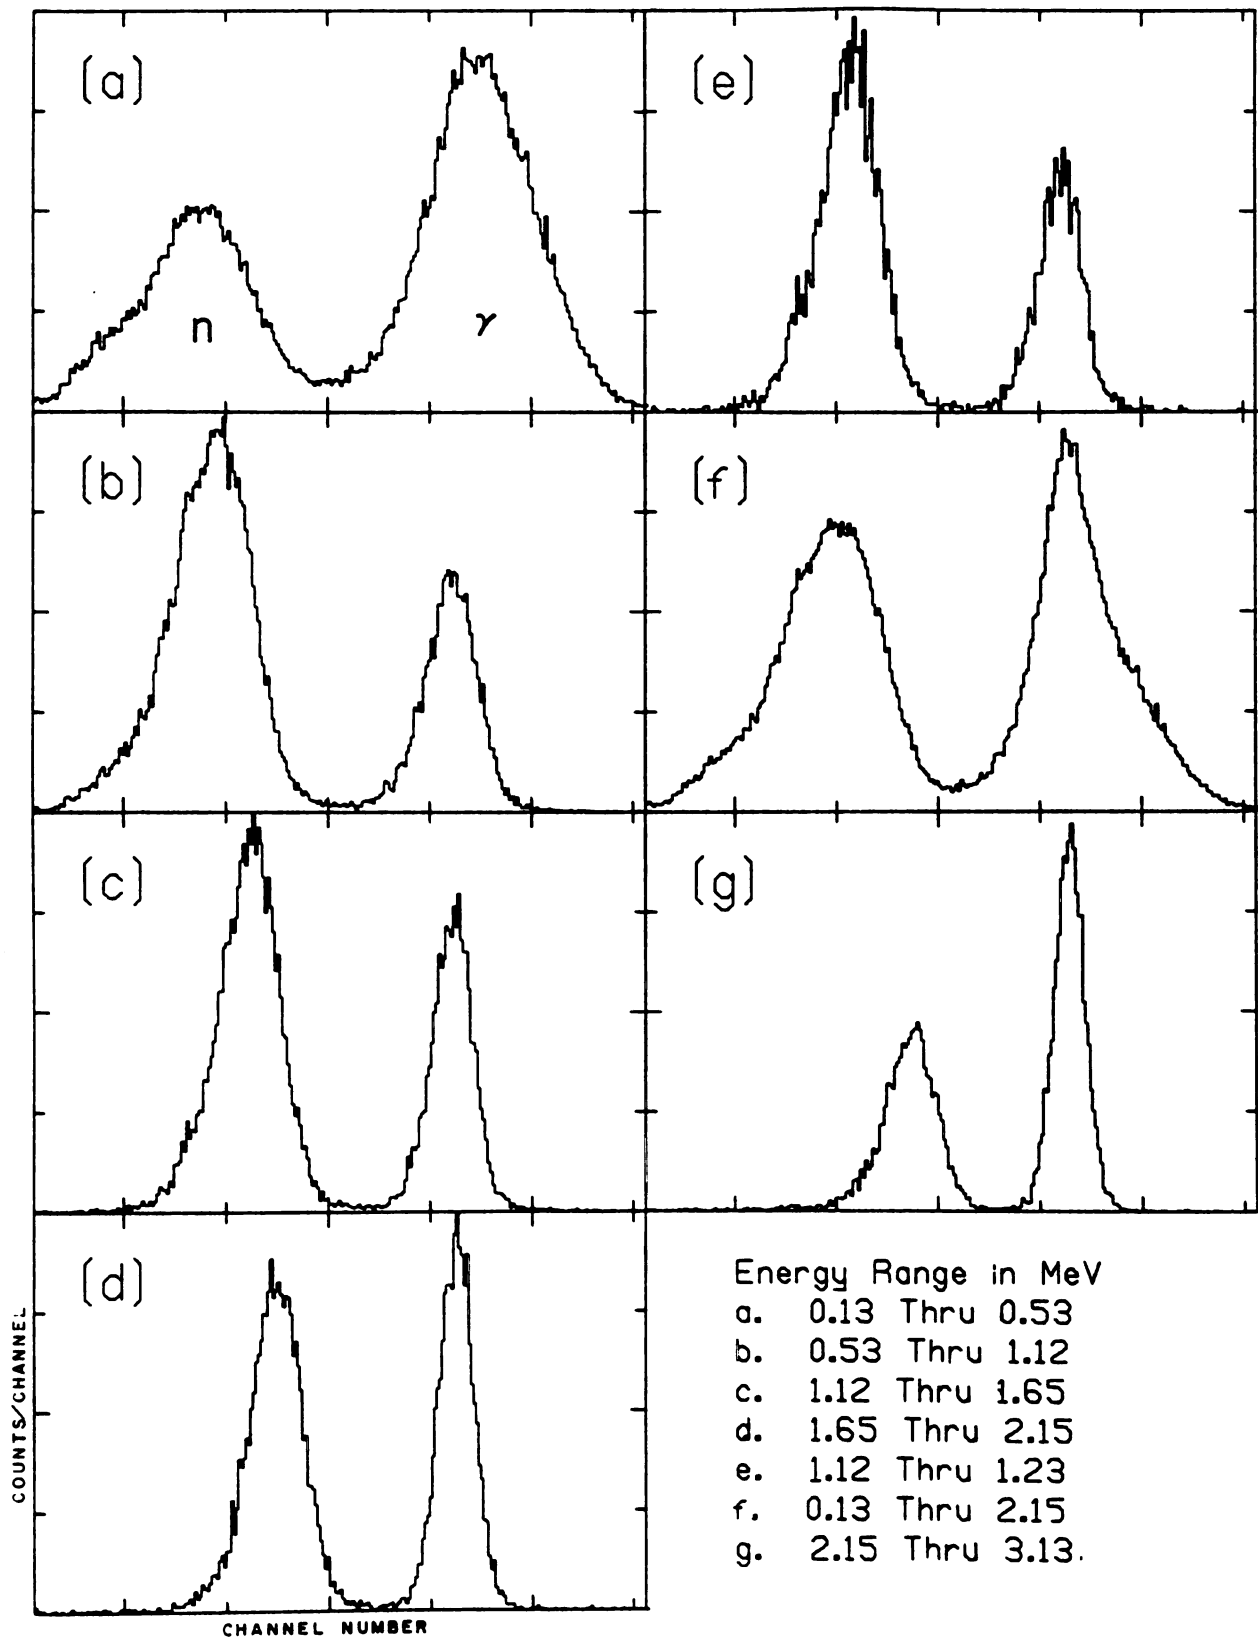 (a)
n
γ
(e)
(b)
(f)
(c)
(g)
(d)
COUNTS/CHANNEL
CHANNEL NUMBER
Energy Range in MeV
a. 0.13 Thru 0.53
b. 0.53 Thru 1.12
c. 1.12 Thru 1.65
d. 1.65 Thru 2.15
e. 1.12 Thru 1.23
f. 0.13 Thru 2.15
g. 2.15 Thru 3.13.